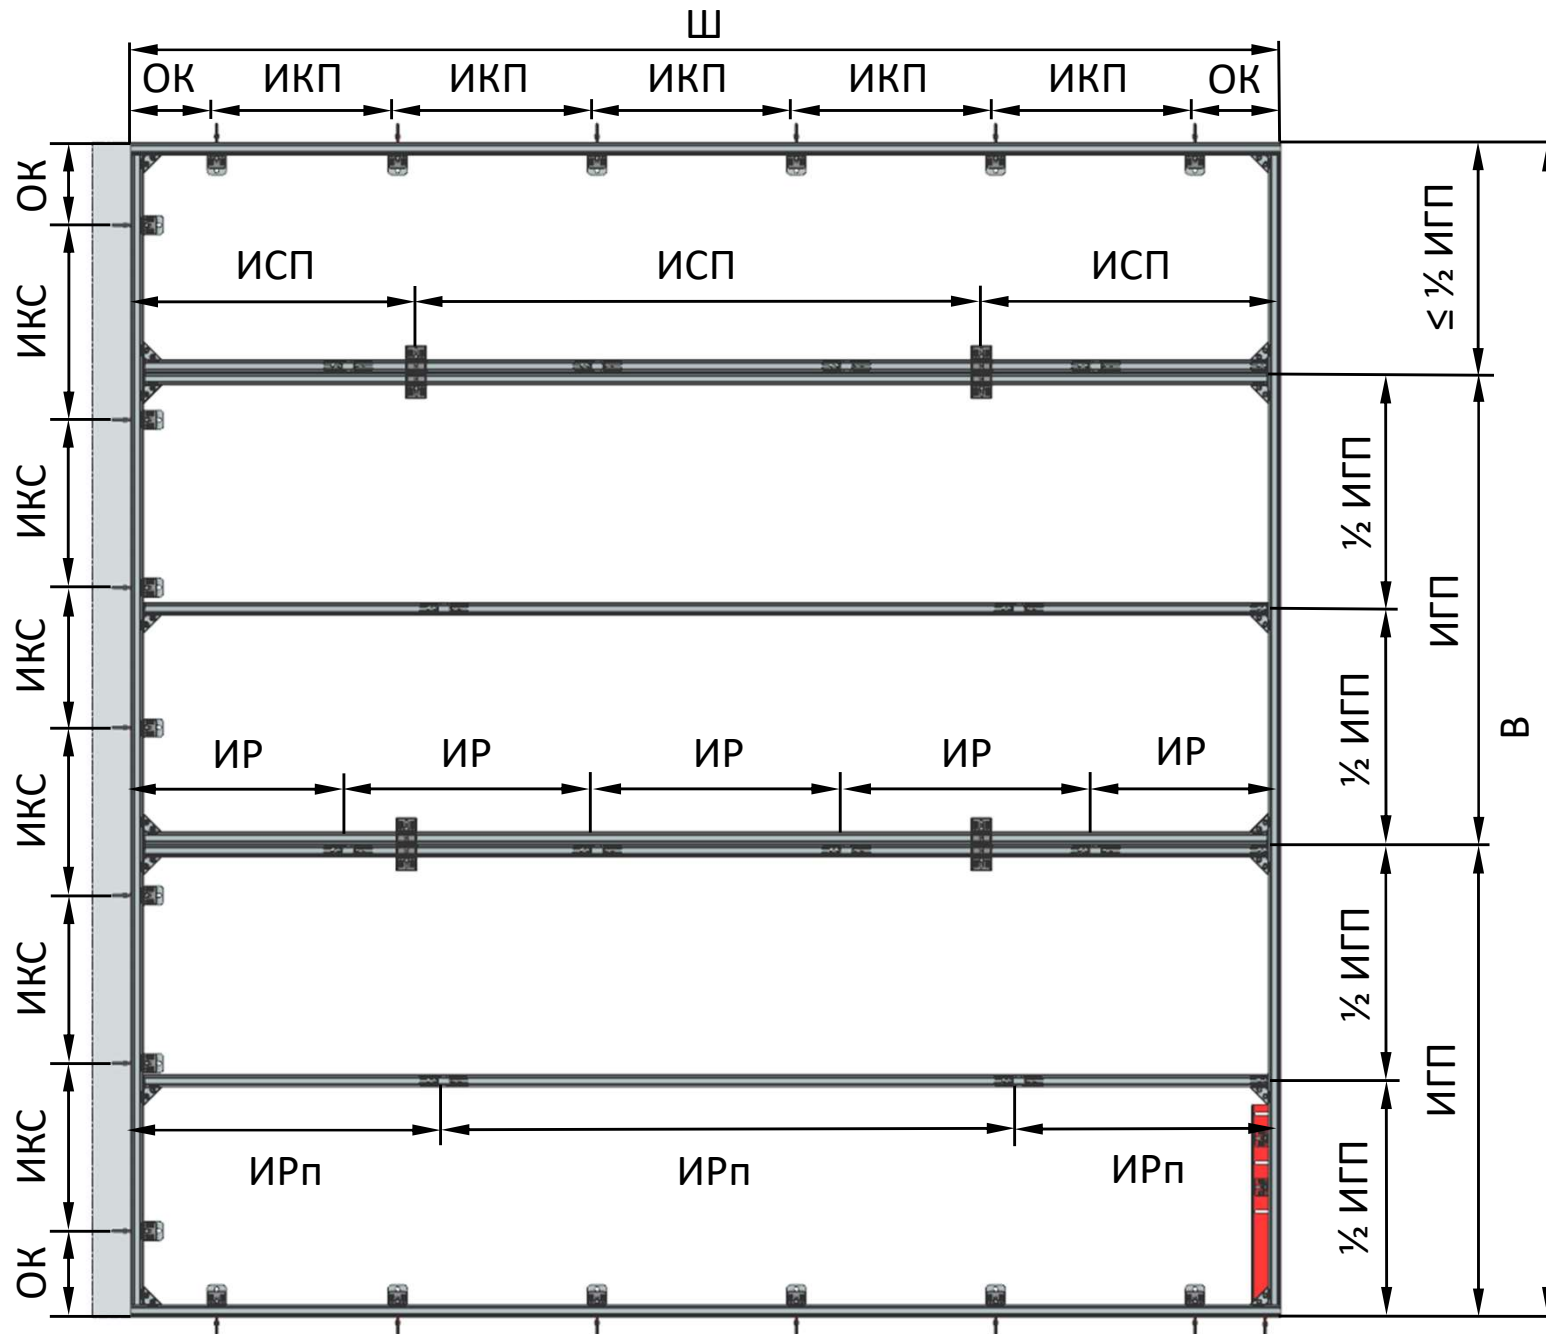 Ш
ОК ИКП ИКП ИКП ИКП ИКП ОК
ОК
ИКС
ИКС
ИКС
ИКС
ИКС
ИКС
ОК
ИСП ИСП ИСП
ИР ИР ИР ИР ИР
ИРп ИРп ИРп
≤ ½ ИГП
½ ИГП
½ ИГП
½ ИГП
½ ИГП
ИГП
ИГП
В